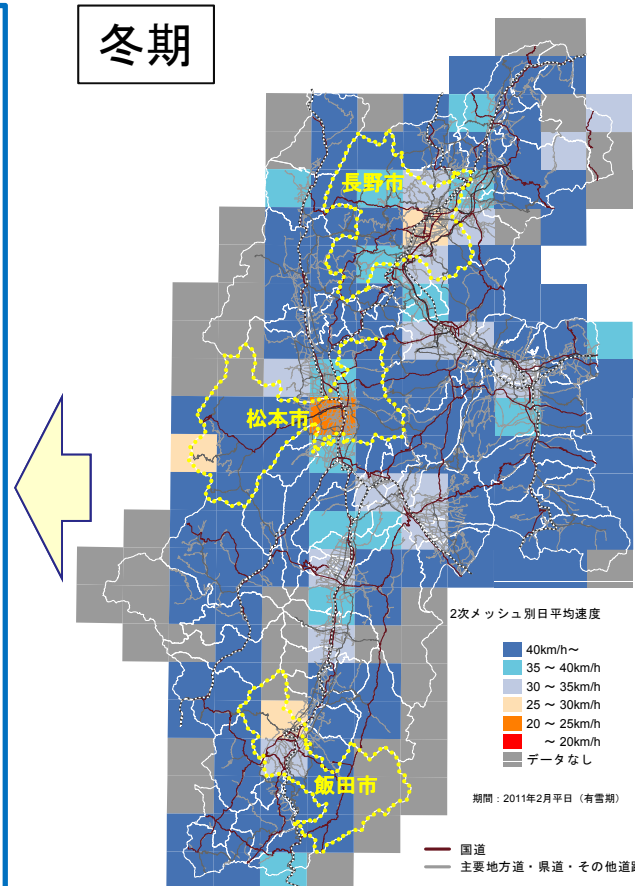 冬期
長野市
松本市
飯田市
2次メッシュ別日平均速度
40km/h~
35 ~ 40km/h
30 ~ 35km/h
25 ~ 30km/h
20 ~ 25km/h
~ 20km/h
データなし
期間:2011年2月平日(有雪期)
国道
主要地方道・県道・その他道